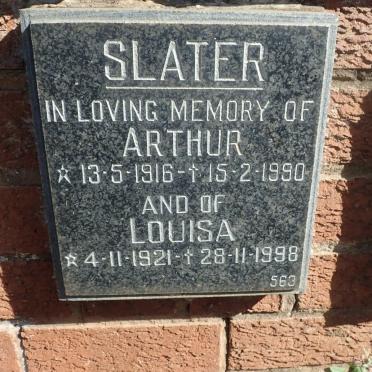 SLATER
IN LOVING MEMORY OF
ARTHUR
☆ 13-5-1916 - † 15-2-1990
AND OF
LOUISA
☆ 4-11-1921 - † 28-11-1998
563